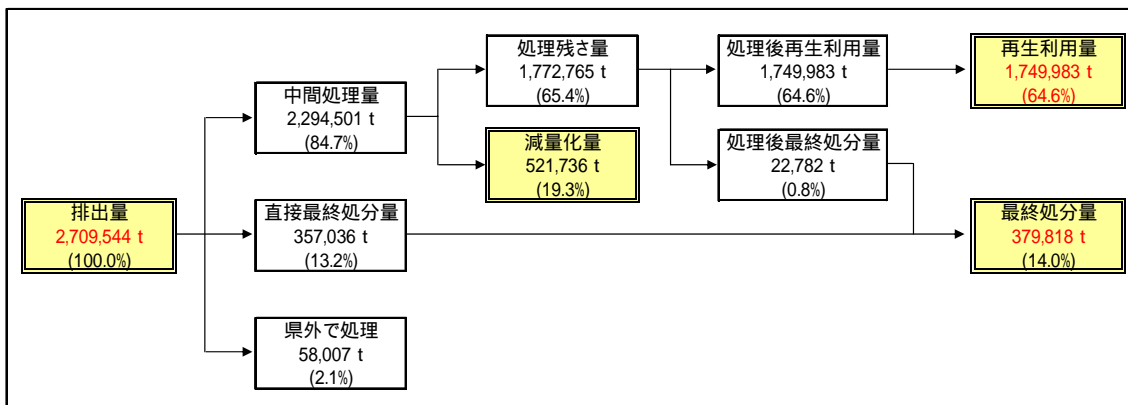 排出量
2,709,544 t
(100.0%)
中間処理量
2,294,501 t
(84.7%)
直接最終処分量
357,036 t
(13.2%)
県外で処理
58,007 t
(2.1%)
処理残さ量
1,772,765 t
(65.4%)
減量化量
521,736 t
(19.3%)
処理後再生利用量
1,749,983 t
(64.6%)
処理後最終処分量
22,782 t
(0.8%)
再生利用量
1,749,983 t
(64.6%)
最終処分量
379,818 t
(14.0%)